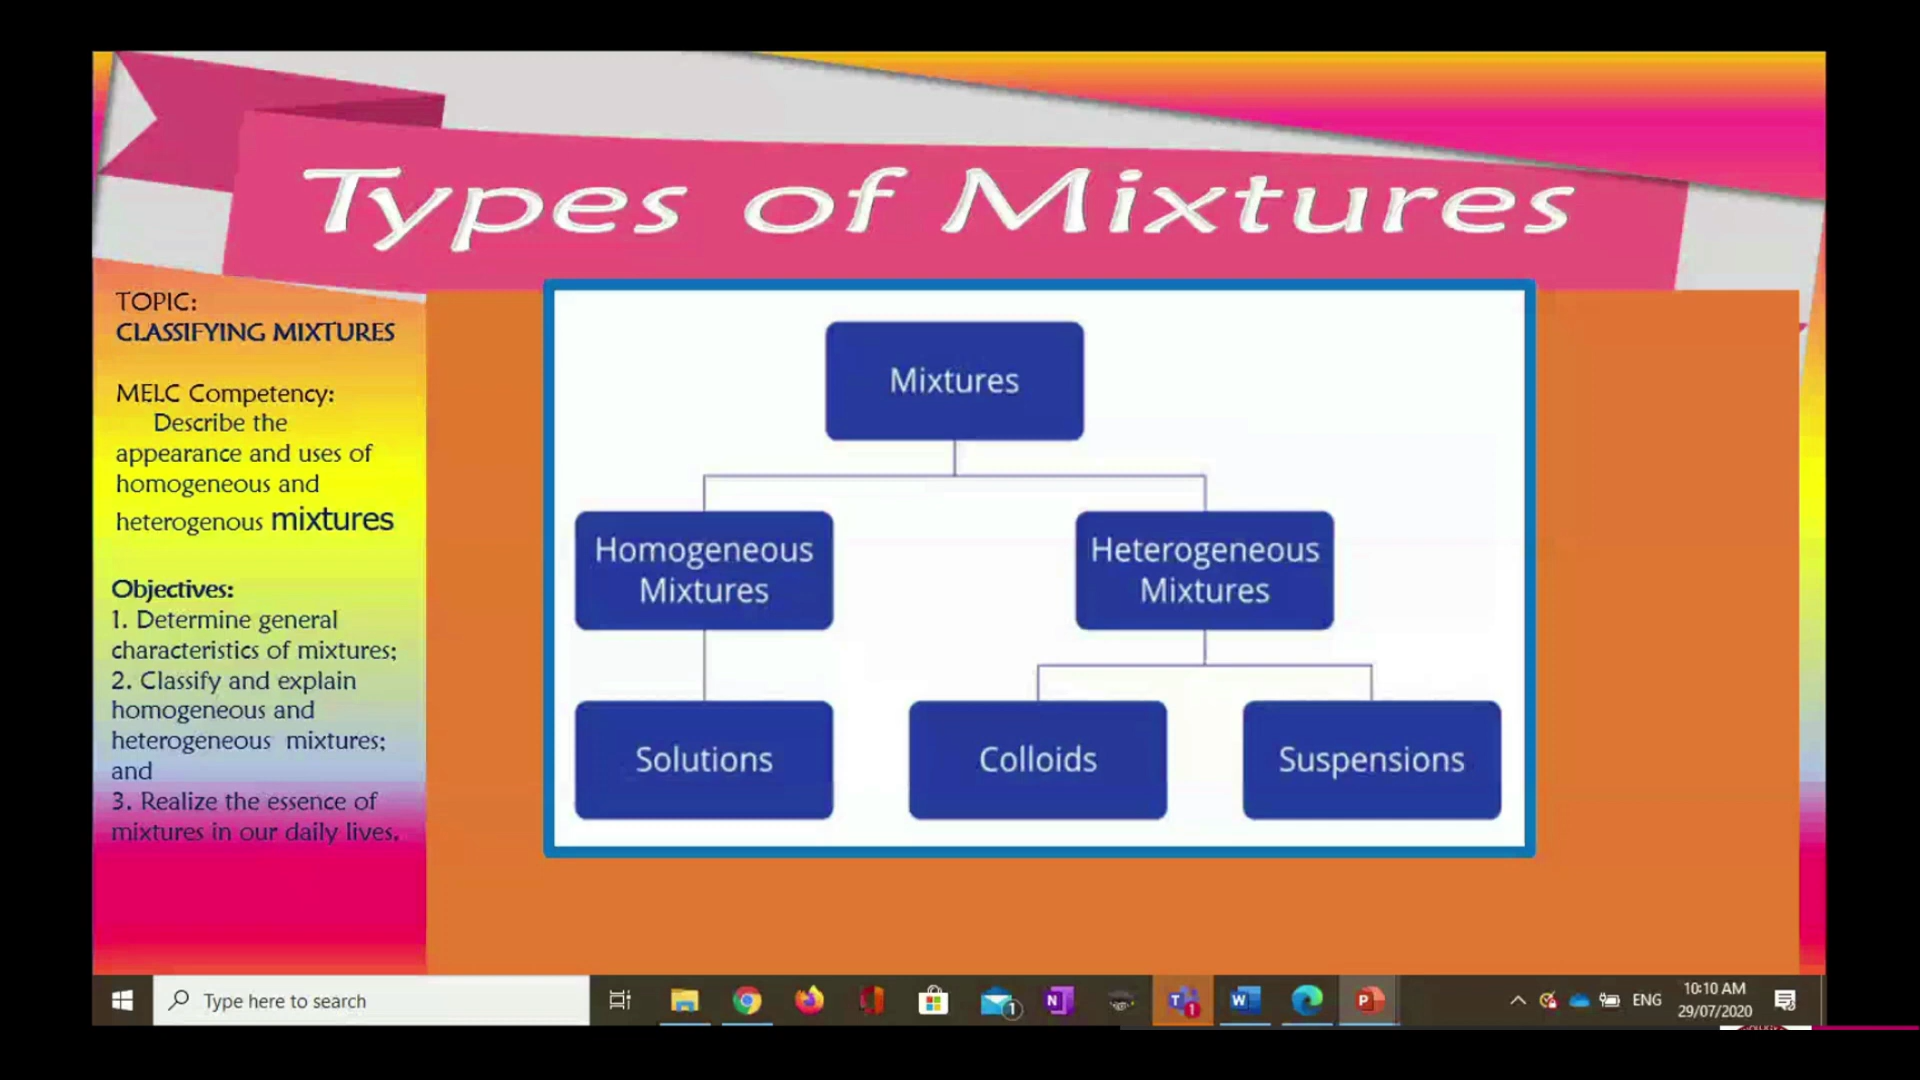 Types of Mixtures
TOPIC:
CLASSIFYING MIXTURES
MELC Competency:
Describe the
appearance and uses of
homogeneous and
heterogenous mixtures
Objectives:
1. Determine general
characteristics of mixtures;
2. Classify and explain
homogeneous and
heterogeneous mixtures;
and
3. Realize the essence of
mixtures in our daily lives.
Mixtures
Homogeneous
Mixtures
Heterogeneous
Mixtures
Solutions
Colloids
Suspensions
Type here to search
1
N
T
1
W
P
ENG
10:10 AM
29/07/2020